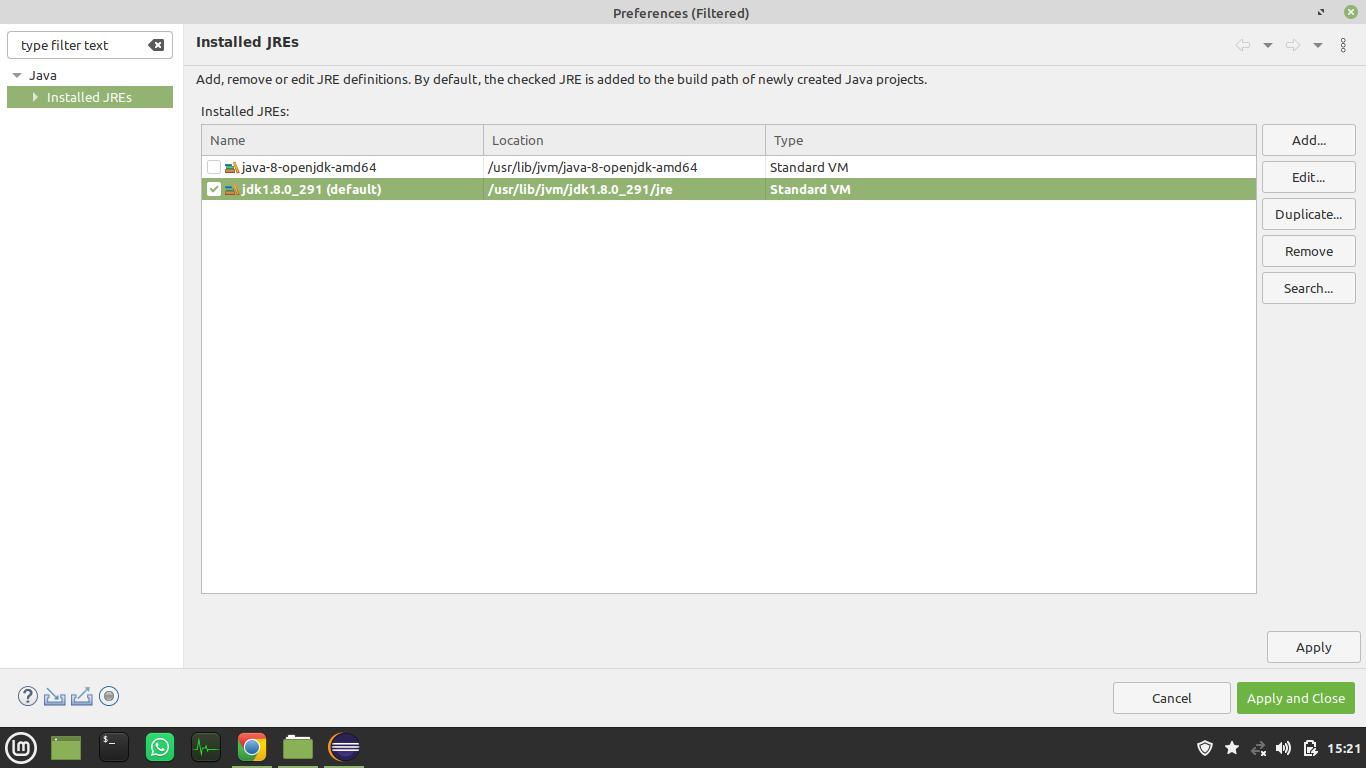 Preferences (Filtered)
type filter text
Installed JREs
Java
Installed JREs
Add, remove or edit JRE definitions. By default, the checked JRE is added to the build path of newly created Java projects.
Installed JREs:
Name Location Type
java-8-openjdk-amd64 /usr/lib/jvm/java-8-openjdk-amd64 Standard VM
jdk1.8.0_291 (default) /usr/lib/jvm/jdk1.8.0_291/jre Standard VM
Add...
Edit...
Duplicate...
Remove
Search...
Apply
?
Cancel
Apply and Close
$_
15:21